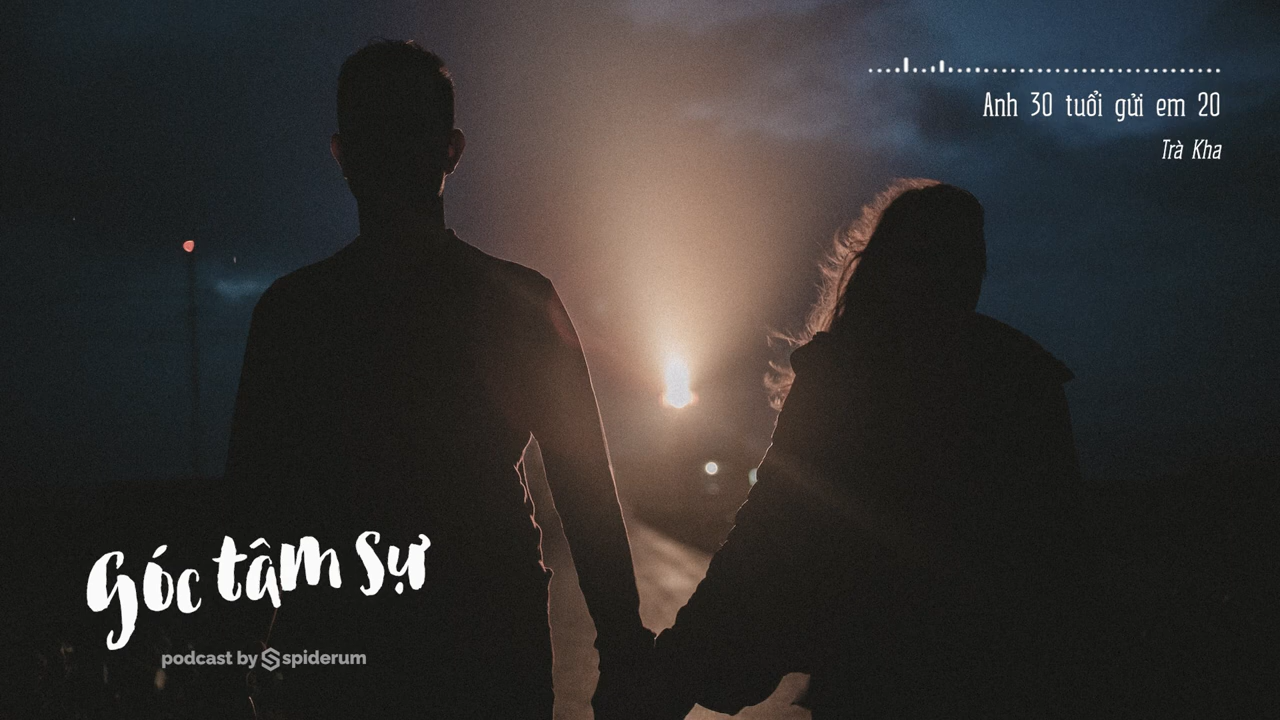 Anh 30 tuổi gửi em 20
Trà Kha
góc tâm sự
podcast by spiderum